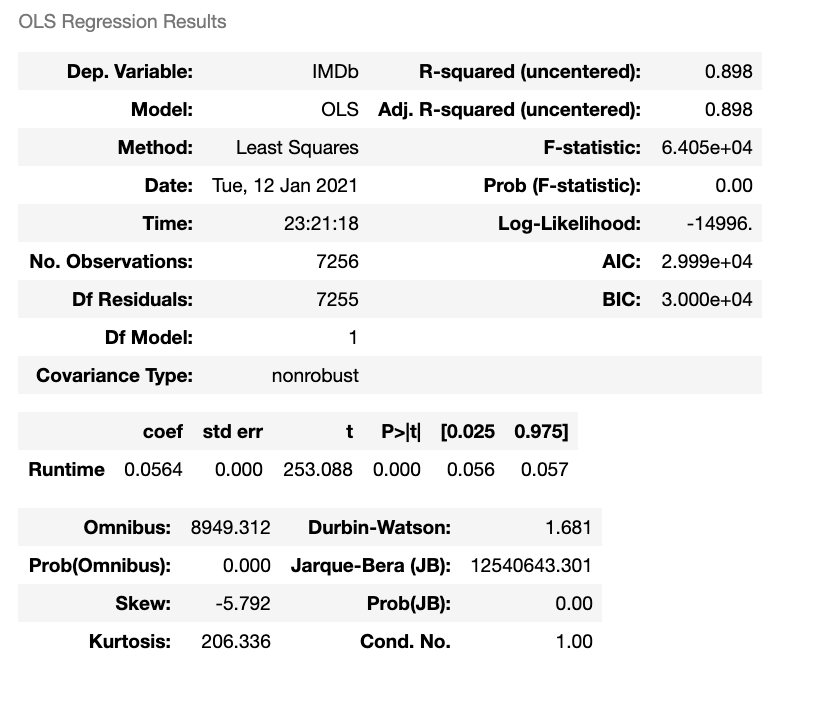 OLS Regression Results
Dep. Variable: IMDb R-squared (uncentered): 0.898
Model: OLS Adj. R-squared (uncentered): 0.898
Method: Least Squares F-statistic: 6.405e+04
Date: Tue, 12 Jan 2021 Prob (F-statistic): 0.00
Time: 23:21:18 Log-Likelihood: -14996.
No. Observations: 7256 AIC: 2.999e+04
Df Residuals: 7255 BIC: 3.000e+04
Df Model: 1
Covariance Type: nonrobust
coef std err t P>|t| [0.025 0.975]
Runtime 0.0564 0.000 253.088 0.000 0.056 0.057
Omnibus: 8949.312 Durbin-Watson: 1.681
Prob(Omnibus): 0.000 Jarque-Bera (JB): 12540643.301
Skew: -5.792 Prob(JB): 0.00
Kurtosis: 206.336 Cond. No. 1.00